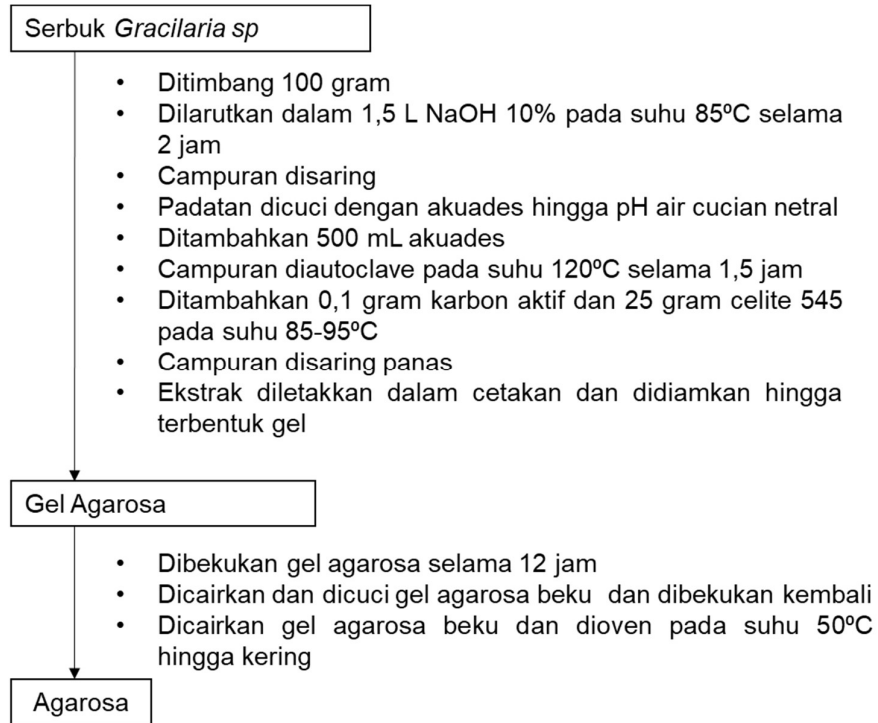 Serbuk Gracilaria sp
• Ditimbang 100 gram
• Dilarutkan dalam 1,5 L NaOH 10% pada suhu 85ºC selama
2 jam
• Campuran disaring
• Padatan dicuci dengan akuades hingga pH air cucian netral
• Ditambahkan 500 mL akuades
• Campuran diautoclave pada suhu 120ºC selama 1,5 jam
• Ditambahkan 0,1 gram karbon aktif dan 25 gram celite 545
pada suhu 85-95ºC
• Campuran disaring panas
• Ekstrak diletakkan dalam cetakan dan didiamkan hingga
terbentuk gel
Gel Agarosa
• Dibekukan gel agarosa selama 12 jam
• Dicairkan dan dicuci gel agarosa beku dan dibekukan kembali
• Dicairkan gel agarosa beku dan dioven pada suhu 50ºC
hingga kering
Agarosa